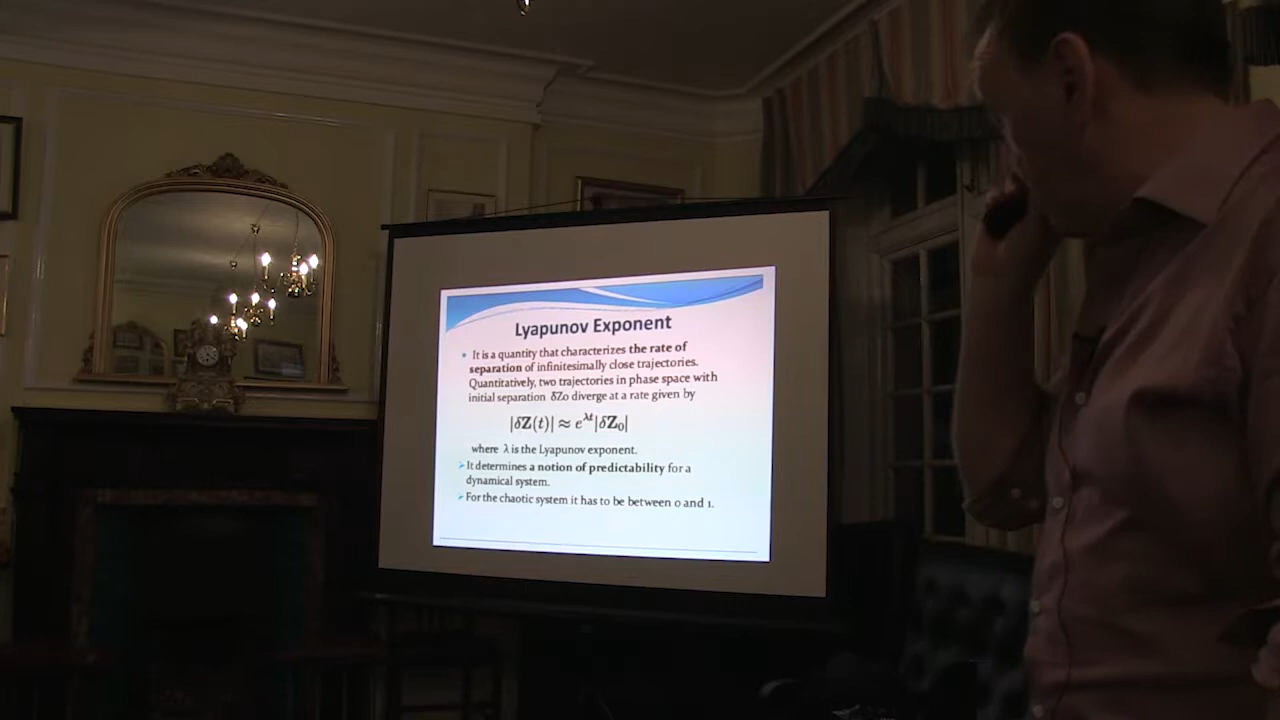 Lyapunov Exponent
• It is a quantity that characterizes the rate of
separation of infinitesimally close trajectories.
Quantitatively, two trajectories in phase space with
initial separation δZ0 diverge at a rate given by
|δZ(t)| ≈ e^{λt}|δZ₀|
where λ is the Lyapunov exponent.
➢ It determines a notion of predictability for a
dynamical system.
➢ For the chaotic system it has to be between 0 and 1.